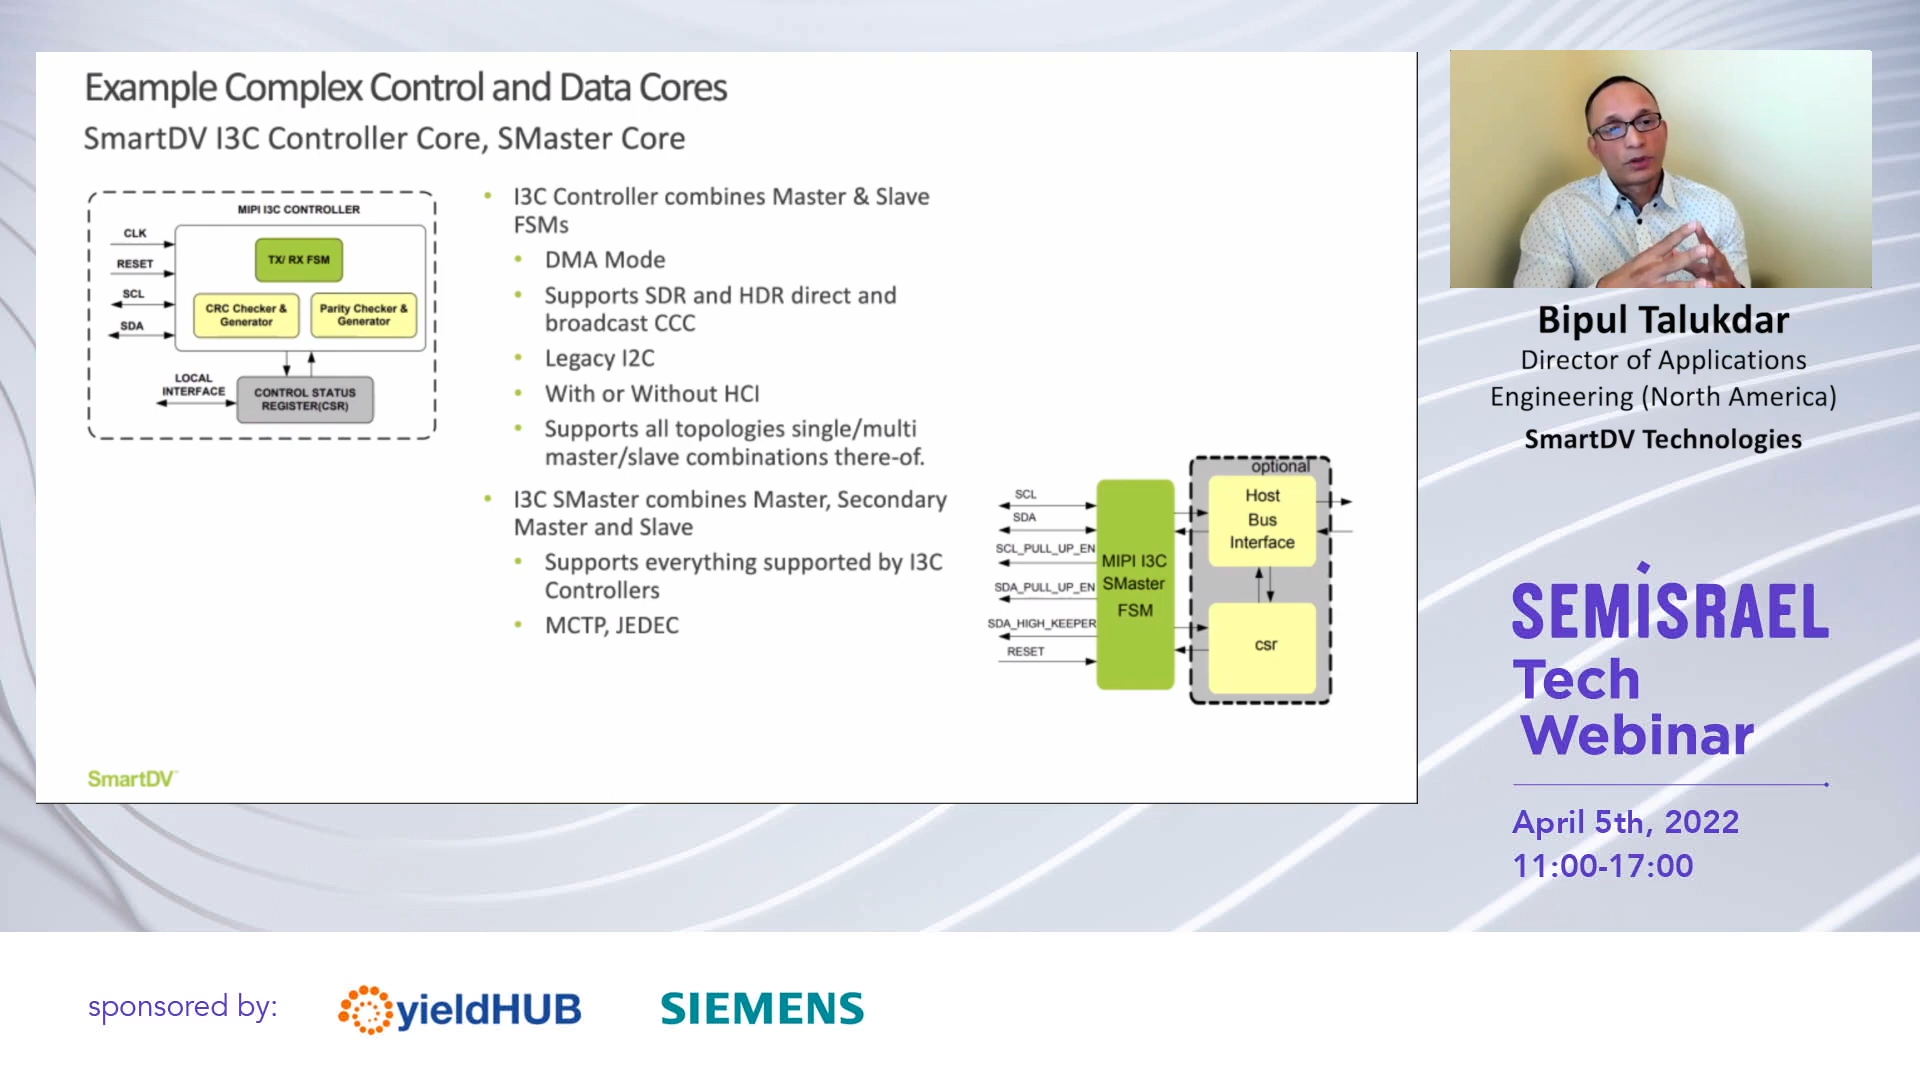 Example Complex Control and Data Cores
SmartDV I3C Controller Core, SMaster Core
MIPI I3C CONTROLLER
CLK
RESET
SCL
SDA
TX/ RX FSM
CRC Checker &
Generator
Parity Checker &
Generator
LOCAL
INTERFACE
CONTROL STATUS
REGISTER(CSR)
• I3C Controller combines Master & Slave
FSMs
• DMA Mode
• Supports SDR and HDR direct and
broadcast CCC
• Legacy I2C
• With or Without HCI
• Supports all topologies single/multi
master/slave combinations there-of.
• I3C SMaster combines Master, Secondary
Master and Slave
• Supports everything supported by I3C
Controllers
• MCTP, JEDEC
SCL
SDA
SCL_PULL_UP_EN
SDA_PULL_UP_EN
SDA_HIGH_KEEPER
RESET
MIPI I3C
SMaster
FSM
optional
Host
Bus
Interface
csr
SmartDV™
Bipul Talukdar
Director of Applications
Engineering (North America)
SmartDV Technologies
SEMISRAEL
Tech
Webinar
April 5th, 2022
11:00-17:00
sponsored by:
yieldHUB
SIEMENS